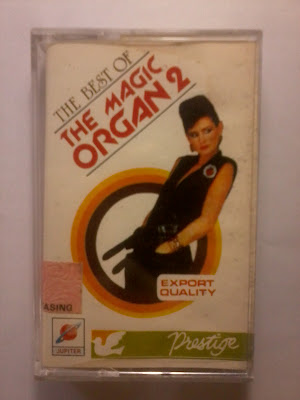 THE BEST OF
THE MAGIC
ORGAN 2
EXPORT
QUALITY
ASING
JUPITER
Prestige